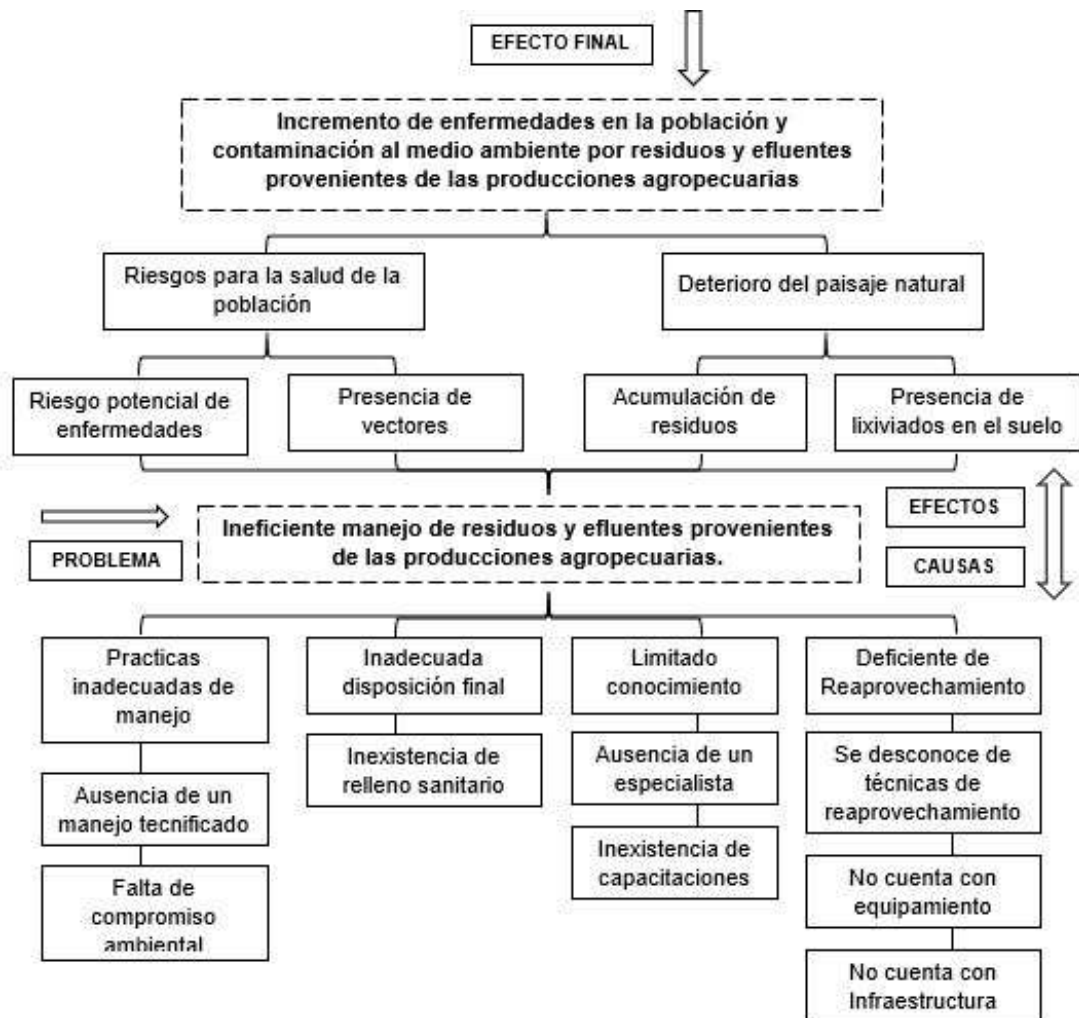 EFECTO FINAL
Incremento de enfermedades en la población y
contaminación al medio ambiente por residuos y efluentes
provenientes de las producciones agropecuarias
Riesgos para la salud de la
población
Deterioro del paisaje natural
Riesgo potencial de
enfermedades
Presencia de
vectores
Acumulación de
residuos
Presencia de
lixiviados en el suelo
PROBLEMA
Ineficiente manejo de residuos y efluentes provenientes
de las producciones agropecuarias.
EFECTOS
CAUSAS
Practicas
inadecuadas de
manejo
Ausencia de un
manejo tecnificado
Falta de
compromiso
ambiental
Inadecuada
disposición final
Inexistencia de
relleno sanitario
Limitado
conocimiento
Ausencia de un
especialista
Inexistencia de
capacitaciones
Deficiente de
Reaprovechamiento
Se desconoce de
técnicas de
reaprovechamiento
No cuenta con
equipamiento
No cuenta con
Infraestructura